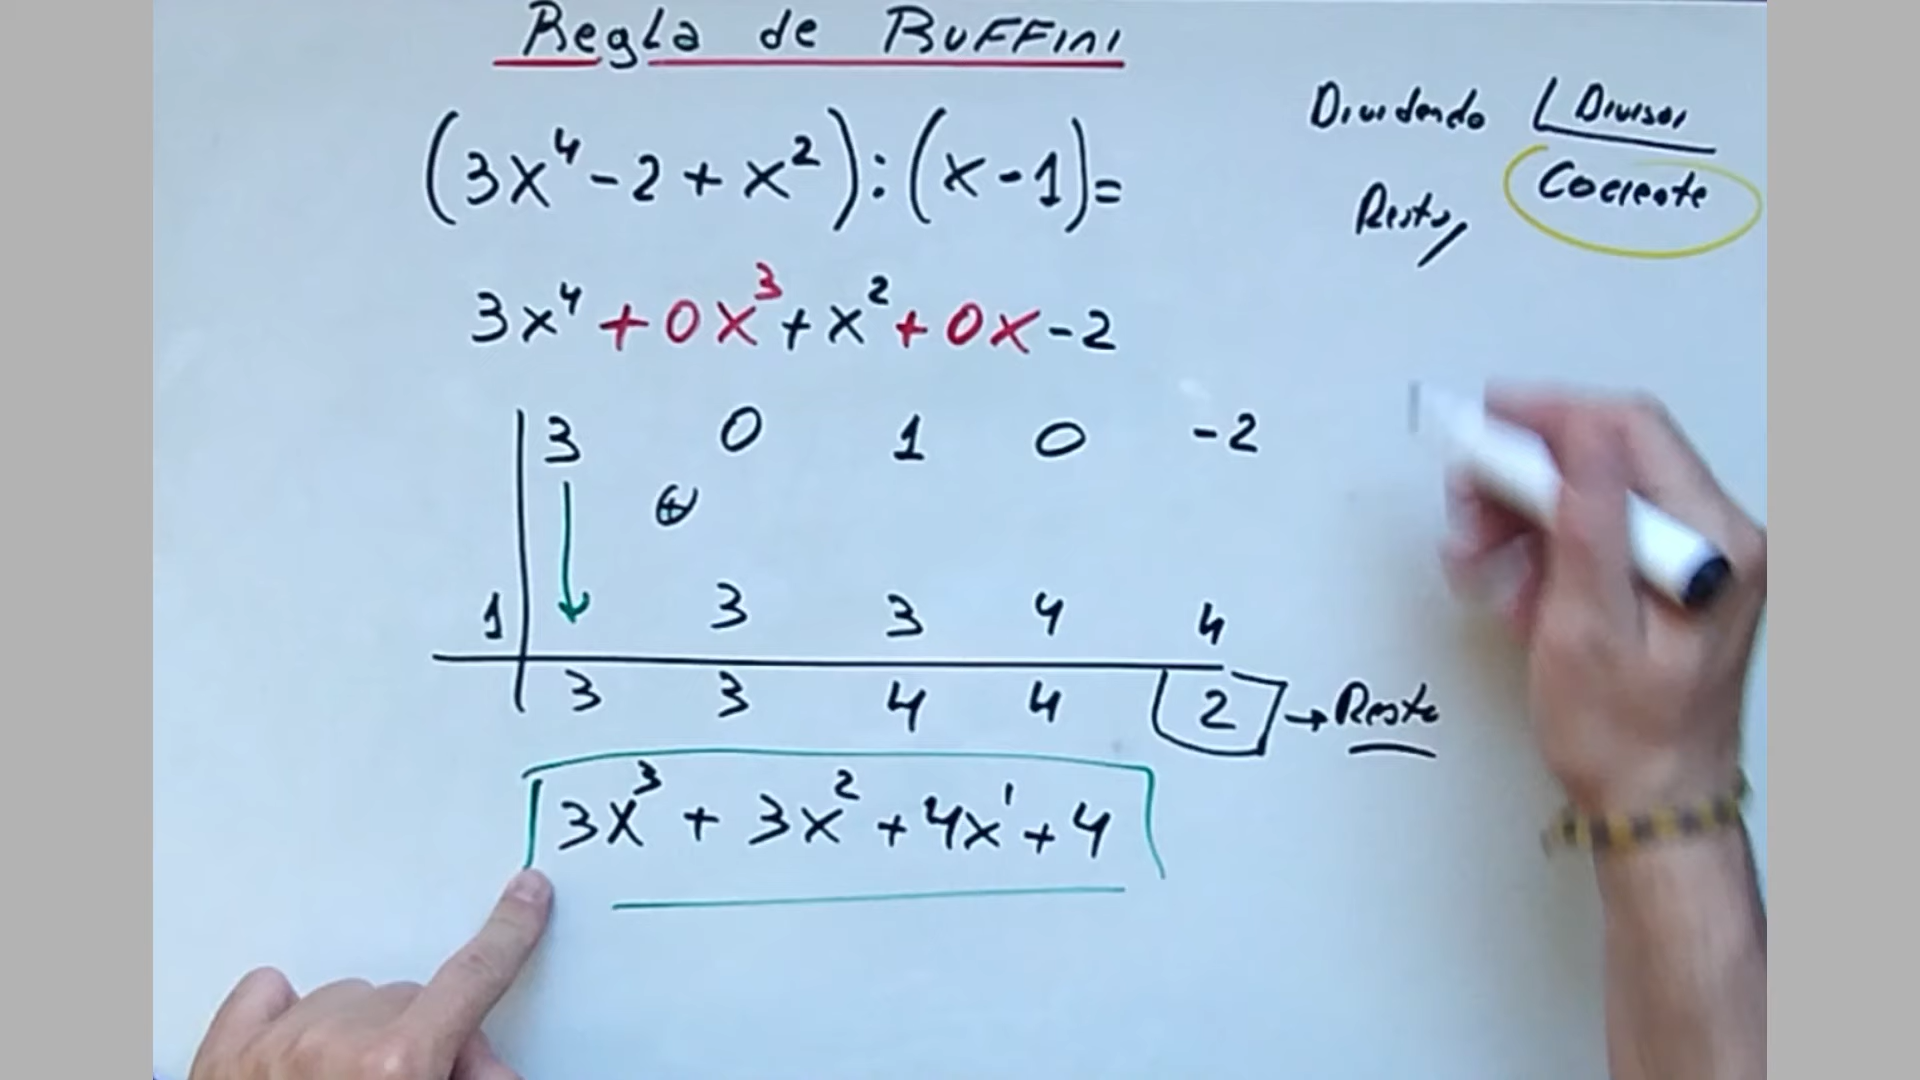 Regla de RUFFini
(3x⁴-2+x²):(x-1)=
Dividendo Divisor
Resto, Cociente
3x⁴+0x³+x²+0x-2
3 0 1 0 -2
⊕
1 3 3 4 4
3 3 4 4 2 → Resto
3x³+3x²+4x¹+4